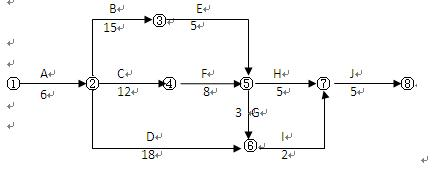 B E
15 ③ 5
A C F H J
① ② ④ ⑤ ⑦ ⑧
6 12 8 5 5
3 G
D I
⑥
18 2